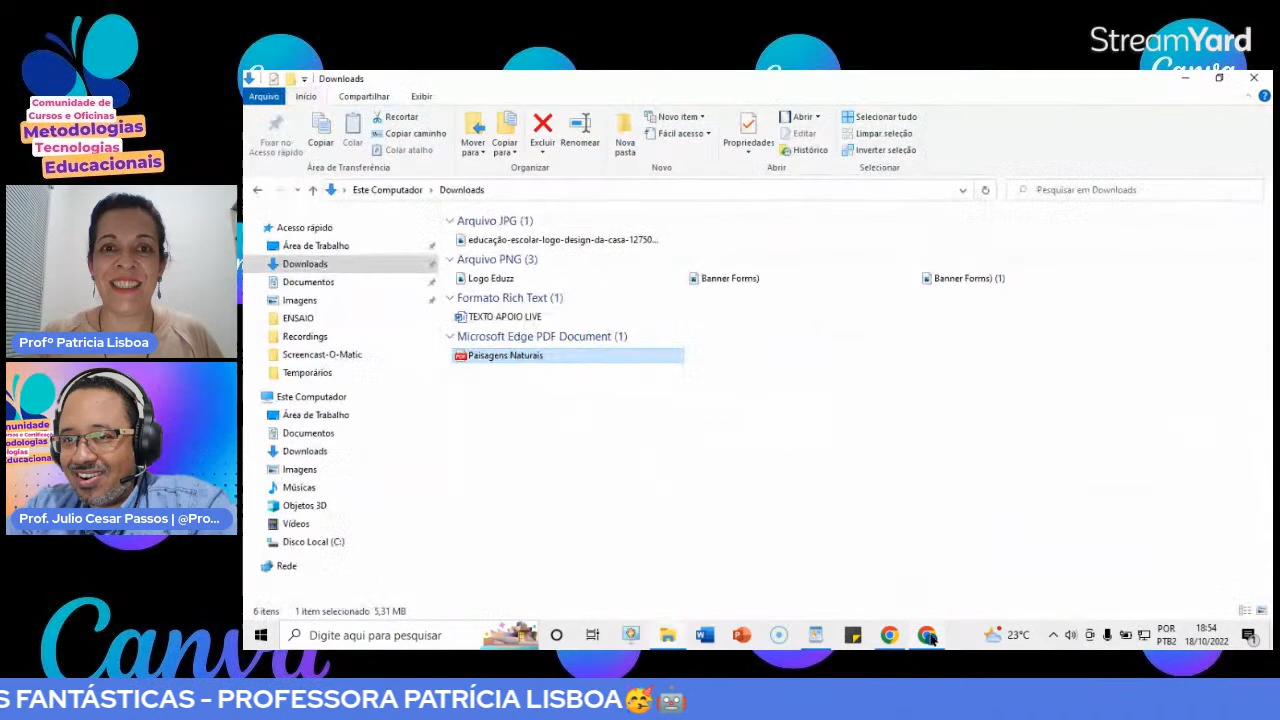 StreamYard
Canva
Comunidade de
Cursos e Oficinas
Metodologias
Tecnologias
Educacionais
Profº Patricia Lisboa
Prof. Julio Cesar Passos | @Pro...
Downloads
Arquivo Início Compartilhar Exibir
Fixar no
Acesso rápido
Copiar
Colar
Recortar
Copiar caminho
Colar atalho
Área de Transferência
Mover
para
Copiar
para
Excluir
Renomear
Organizar
Nova
pasta
Novo item
Fácil acesso
Novo
Propriedades
Abrir
Editar
Histórico
Abrir
Selecionar tudo
Limpar seleção
Inverter seleção
Selecionar
Este Computador > Downloads
Pesquisar em Downloads
Acesso rápido
Área de Trabalho
Downloads
Documentos
Imagens
ENSAIO
Recordings
Screencast-O-Matic
Temporários
Este Computador
Área de Trabalho
Documentos
Downloads
Imagens
Músicas
Objetos 3D
Vídeos
Disco Local (C:)
Rede
Arquivo JPG (1)
educação-escolar-logo-design-da-casa-12750...
Arquivo PNG (3)
Logo Eduzz Banner Forms) Banner Forms) (1)
Formato Rich Text (1)
TEXTO APOIO LIVE
Microsoft Edge PDF Document (1)
PDF Paisagens Naturais
6 itens 1 item selecionado 5,31 MB
Digite aqui para pesquisar
23°C
POR
PTB2
18:54
18/10/2022
Canva
S FANTÁSTICAS - PROFESSORA PATRÍCIA LISBOA🥳🤖